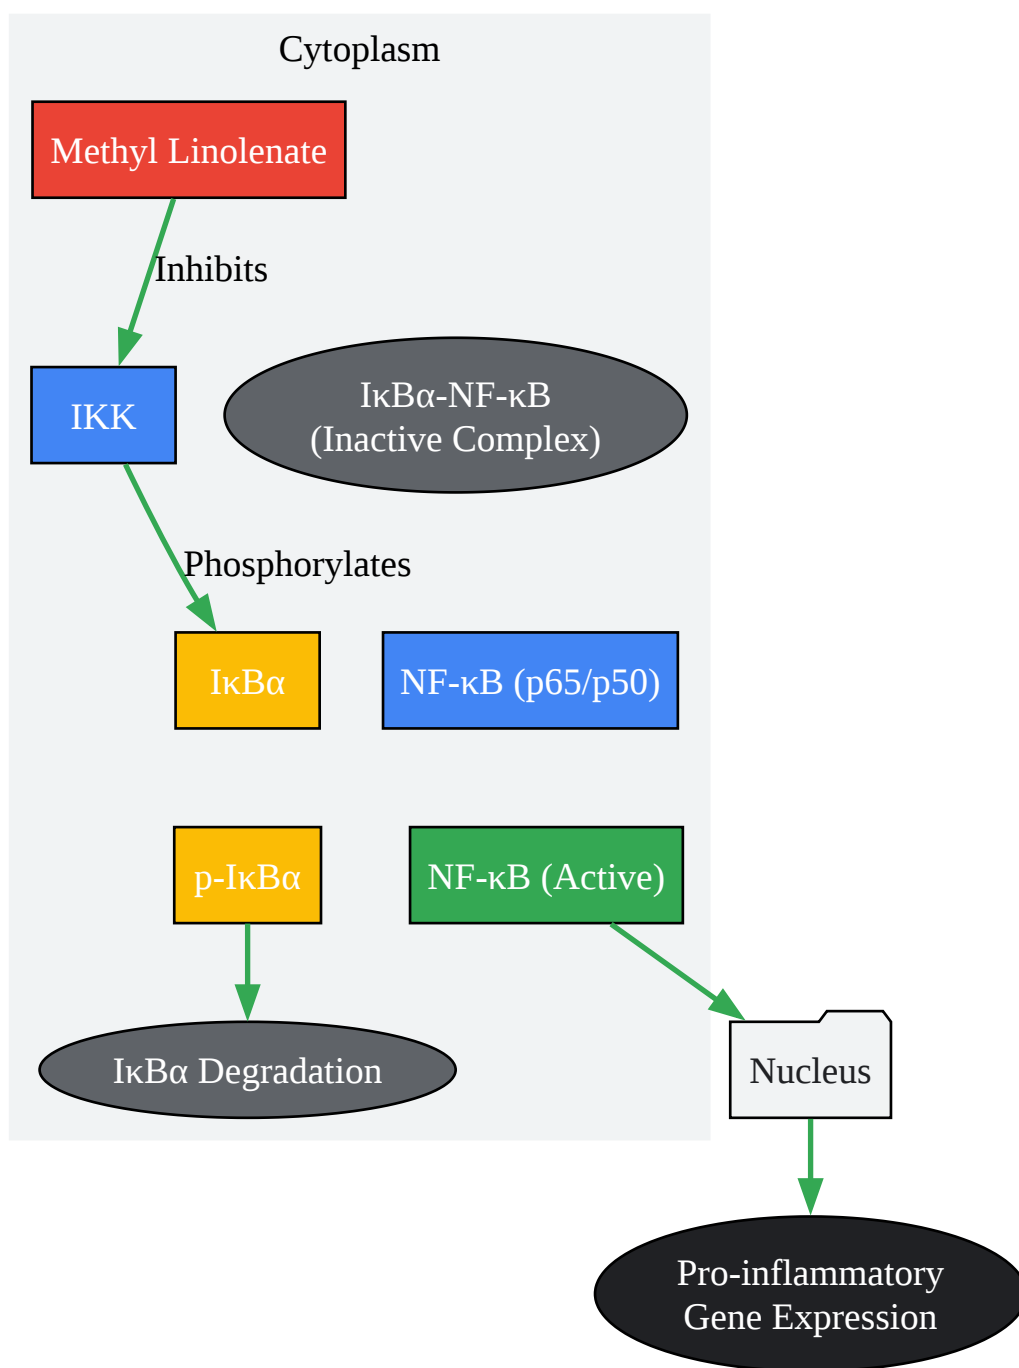 Cytoplasm
Methyl Linolenate
Inhibits
IKK
IκBα-NF-κB
(Inactive Complex)
Phosphorylates
IκBα
NF-κB (p65/p50)
p-IκBα
NF-κB (Active)
IκBα Degradation
Nucleus
Pro-inflammatory
Gene Expression